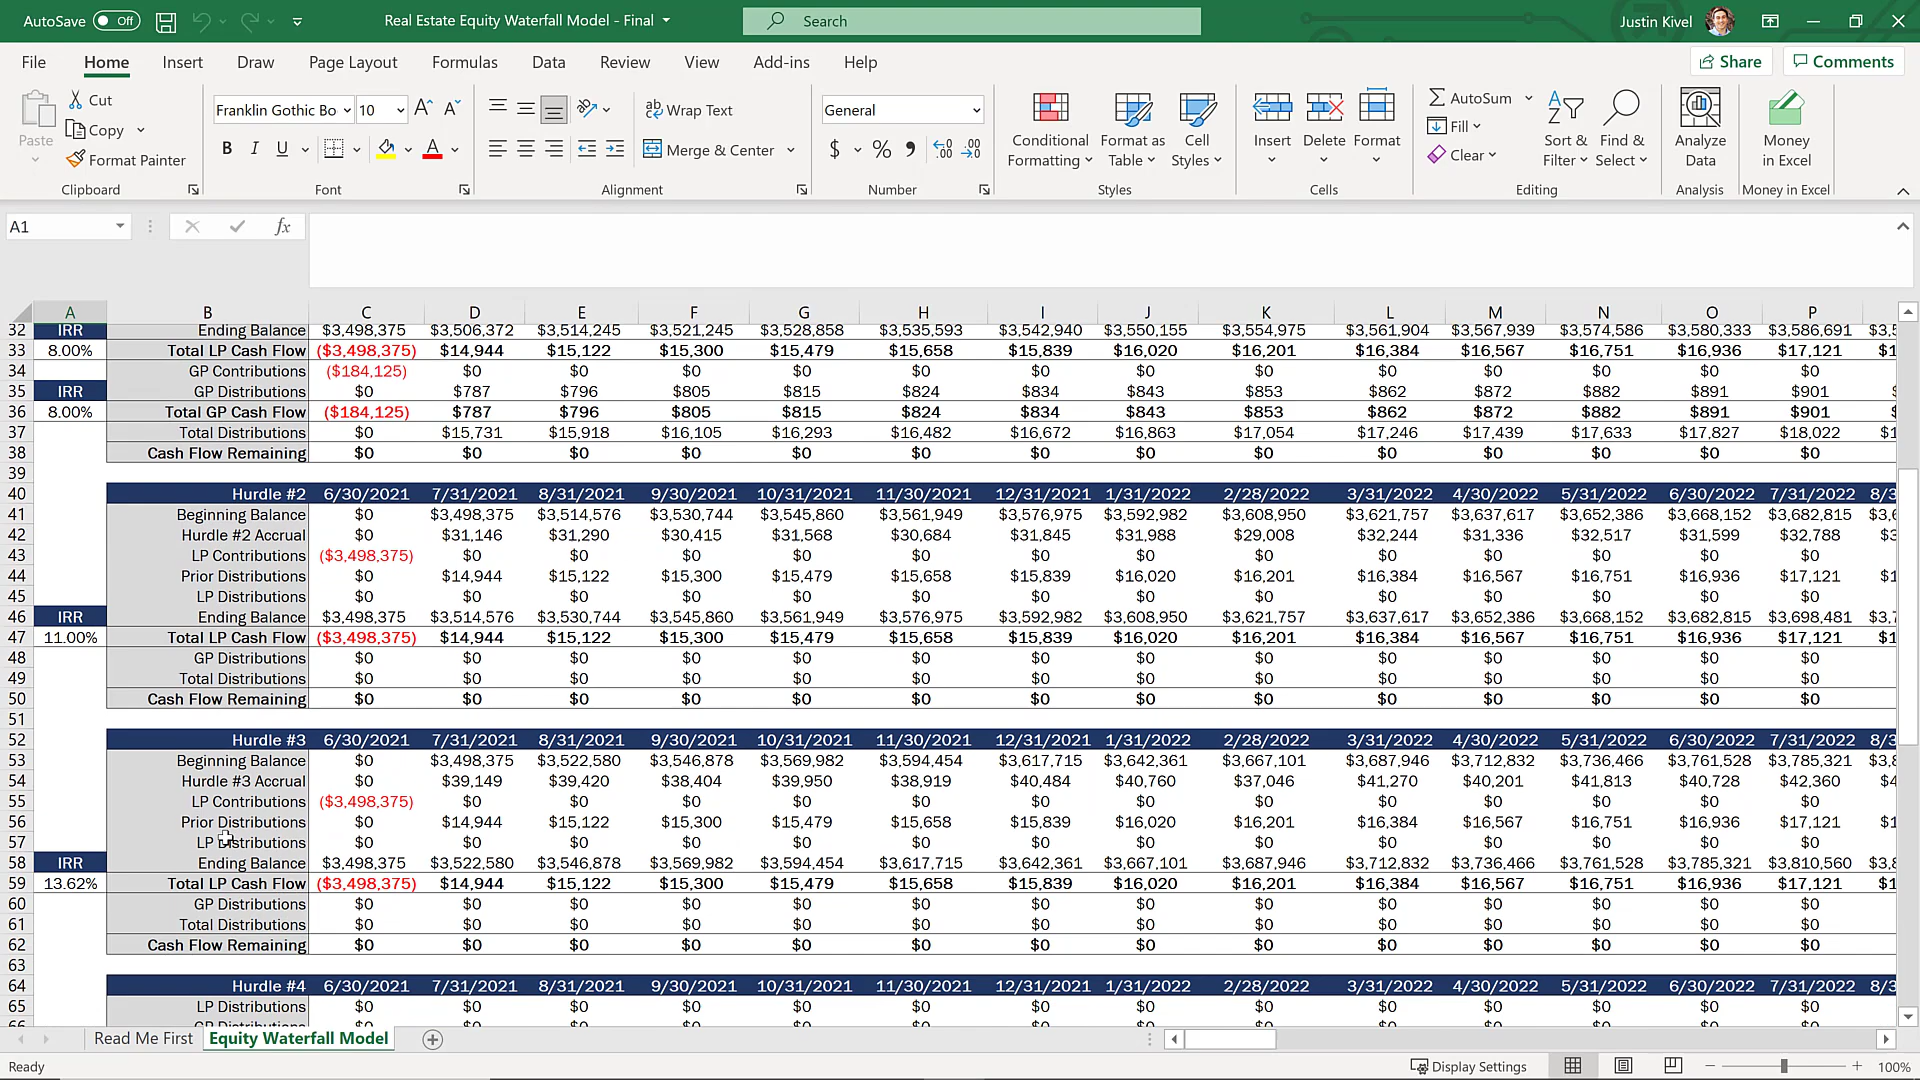 AutoSave Off Real Estate Equity Waterfall Model - Final Search Justin Kivel
File Home Insert Draw Page Layout Formulas Data Review View Add-ins Help Share Comments
Paste Cut Copy Format Painter Clipboard
Franklin Gothic Bo 10 B I U A Font
Wrap Text Merge & Center Alignment
General $ % Number
Conditional Formatting Format as Table Cell Styles Styles
Insert Delete Format Cells
AutoSum Fill Clear Sort & Filter Find & Select Editing
Analyze Data Analysis
Money in Excel Money in Excel
A1 fx
A B C D E F G H I J K L M N O P
32 IRR Ending Balance $3,498,375 $3,506,372 $3,514,245 $3,521,245 $3,528,858 $3,535,593 $3,542,940 $3,550,155 $3,554,975 $3,561,904 $3,567,939 $3,574,586 $3,580,333 $3,586,691 $3,5
33 8.00% Total LP Cash Flow ($3,498,375) $14,944 $15,122 $15,300 $15,479 $15,658 $15,839 $16,020 $16,201 $16,384 $16,567 $16,751 $16,936 $17,121 $1
34 GP Contributions ($184,125) $0 $0 $0 $0 $0 $0 $0 $0 $0 $0 $0 $0 $0
35 IRR GP Distributions $0 $787 $796 $805 $815 $824 $834 $843 $853 $862 $872 $882 $891 $901
36 8.00% Total GP Cash Flow ($184,125) $787 $796 $805 $815 $824 $834 $843 $853 $862 $872 $882 $891 $901
37 Total Distributions $0 $15,731 $15,918 $16,105 $16,293 $16,482 $16,672 $16,863 $17,054 $17,246 $17,439 $17,633 $17,827 $18,022 $1
38 Cash Flow Remaining $0 $0 $0 $0 $0 $0 $0 $0 $0 $0 $0 $0 $0 $0
39
40 Hurdle #2 6/30/2021 7/31/2021 8/31/2021 9/30/2021 10/31/2021 11/30/2021 12/31/2021 1/31/2022 2/28/2022 3/31/2022 4/30/2022 5/31/2022 6/30/2022 7/31/2022 8/3
41 Beginning Balance $0 $3,498,375 $3,514,576 $3,530,744 $3,545,860 $3,561,949 $3,576,975 $3,592,982 $3,608,950 $3,621,757 $3,637,617 $3,652,386 $3,668,152 $3,682,815 $3,6
42 Hurdle #2 Accrual $0 $31,146 $31,290 $30,415 $31,568 $30,684 $31,845 $31,988 $29,008 $32,244 $31,336 $32,517 $31,599 $32,788 $3
43 LP Contributions ($3,498,375) $0 $0 $0 $0 $0 $0 $0 $0 $0 $0 $0 $0 $0
44 Prior Distributions $0 $14,944 $15,122 $15,300 $15,479 $15,658 $15,839 $16,020 $16,201 $16,384 $16,567 $16,751 $16,936 $17,121 $1
45 LP Distributions $0 $0 $0 $0 $0 $0 $0 $0 $0 $0 $0 $0 $0 $0
46 IRR Ending Balance $3,498,375 $3,514,576 $3,530,744 $3,545,860 $3,561,949 $3,576,975 $3,592,982 $3,608,950 $3,621,757 $3,637,617 $3,652,386 $3,668,152 $3,682,815 $3,698,481 $3,7
47 11.00% Total LP Cash Flow ($3,498,375) $14,944 $15,122 $15,300 $15,479 $15,658 $15,839 $16,020 $16,201 $16,384 $16,567 $16,751 $16,936 $17,121 $1
48 GP Distributions $0 $0 $0 $0 $0 $0 $0 $0 $0 $0 $0 $0 $0 $0
49 Total Distributions $0 $0 $0 $0 $0 $0 $0 $0 $0 $0 $0 $0 $0 $0
50 Cash Flow Remaining $0 $0 $0 $0 $0 $0 $0 $0 $0 $0 $0 $0 $0 $0
51
52 Hurdle #3 6/30/2021 7/31/2021 8/31/2021 9/30/2021 10/31/2021 11/30/2021 12/31/2021 1/31/2022 2/28/2022 3/31/2022 4/30/2022 5/31/2022 6/30/2022 7/31/2022 8/3
53 Beginning Balance $0 $3,498,375 $3,522,580 $3,546,878 $3,569,982 $3,594,454 $3,617,715 $3,642,361 $3,667,101 $3,687,946 $3,712,832 $3,736,466 $3,761,528 $3,785,321 $3,8
54 Hurdle #3 Accrual $0 $39,149 $39,420 $38,404 $39,950 $38,919 $40,484 $40,760 $37,046 $41,270 $40,201 $41,813 $40,728 $42,360 $4
55 LP Contributions ($3,498,375) $0 $0 $0 $0 $0 $0 $0 $0 $0 $0 $0 $0 $0
56 Prior Distributions $0 $14,944 $15,122 $15,300 $15,479 $15,658 $15,839 $16,020 $16,201 $16,384 $16,567 $16,751 $16,936 $17,121 $1
57 LP Distributions $0 $0 $0 $0 $0 $0 $0 $0 $0 $0 $0 $0 $0 $0
58 IRR Ending Balance $3,498,375 $3,522,580 $3,546,878 $3,569,982 $3,594,454 $3,617,715 $3,642,361 $3,667,101 $3,687,946 $3,712,832 $3,736,466 $3,761,528 $3,785,321 $3,810,560 $3,8
59 13.62% Total LP Cash Flow ($3,498,375) $14,944 $15,122 $15,300 $15,479 $15,658 $15,839 $16,020 $16,201 $16,384 $16,567 $16,751 $16,936 $17,121 $1
60 GP Distributions $0 $0 $0 $0 $0 $0 $0 $0 $0 $0 $0 $0 $0 $0
61 Total Distributions $0 $0 $0 $0 $0 $0 $0 $0 $0 $0 $0 $0 $0 $0
62 Cash Flow Remaining $0 $0 $0 $0 $0 $0 $0 $0 $0 $0 $0 $0 $0 $0
63
64 Hurdle #4 6/30/2021 7/31/2021 8/31/2021 9/30/2021 10/31/2021 11/30/2021 12/31/2021 1/31/2022 2/28/2022 3/31/2022 4/30/2022 5/31/2022 6/30/2022 7/31/2022 8/3
65 LP Distributions $0 $0 $0 $0 $0 $0 $0 $0 $0 $0 $0 $0 $0 $0
Read Me First Equity Waterfall Model
Ready Display Settings 100%